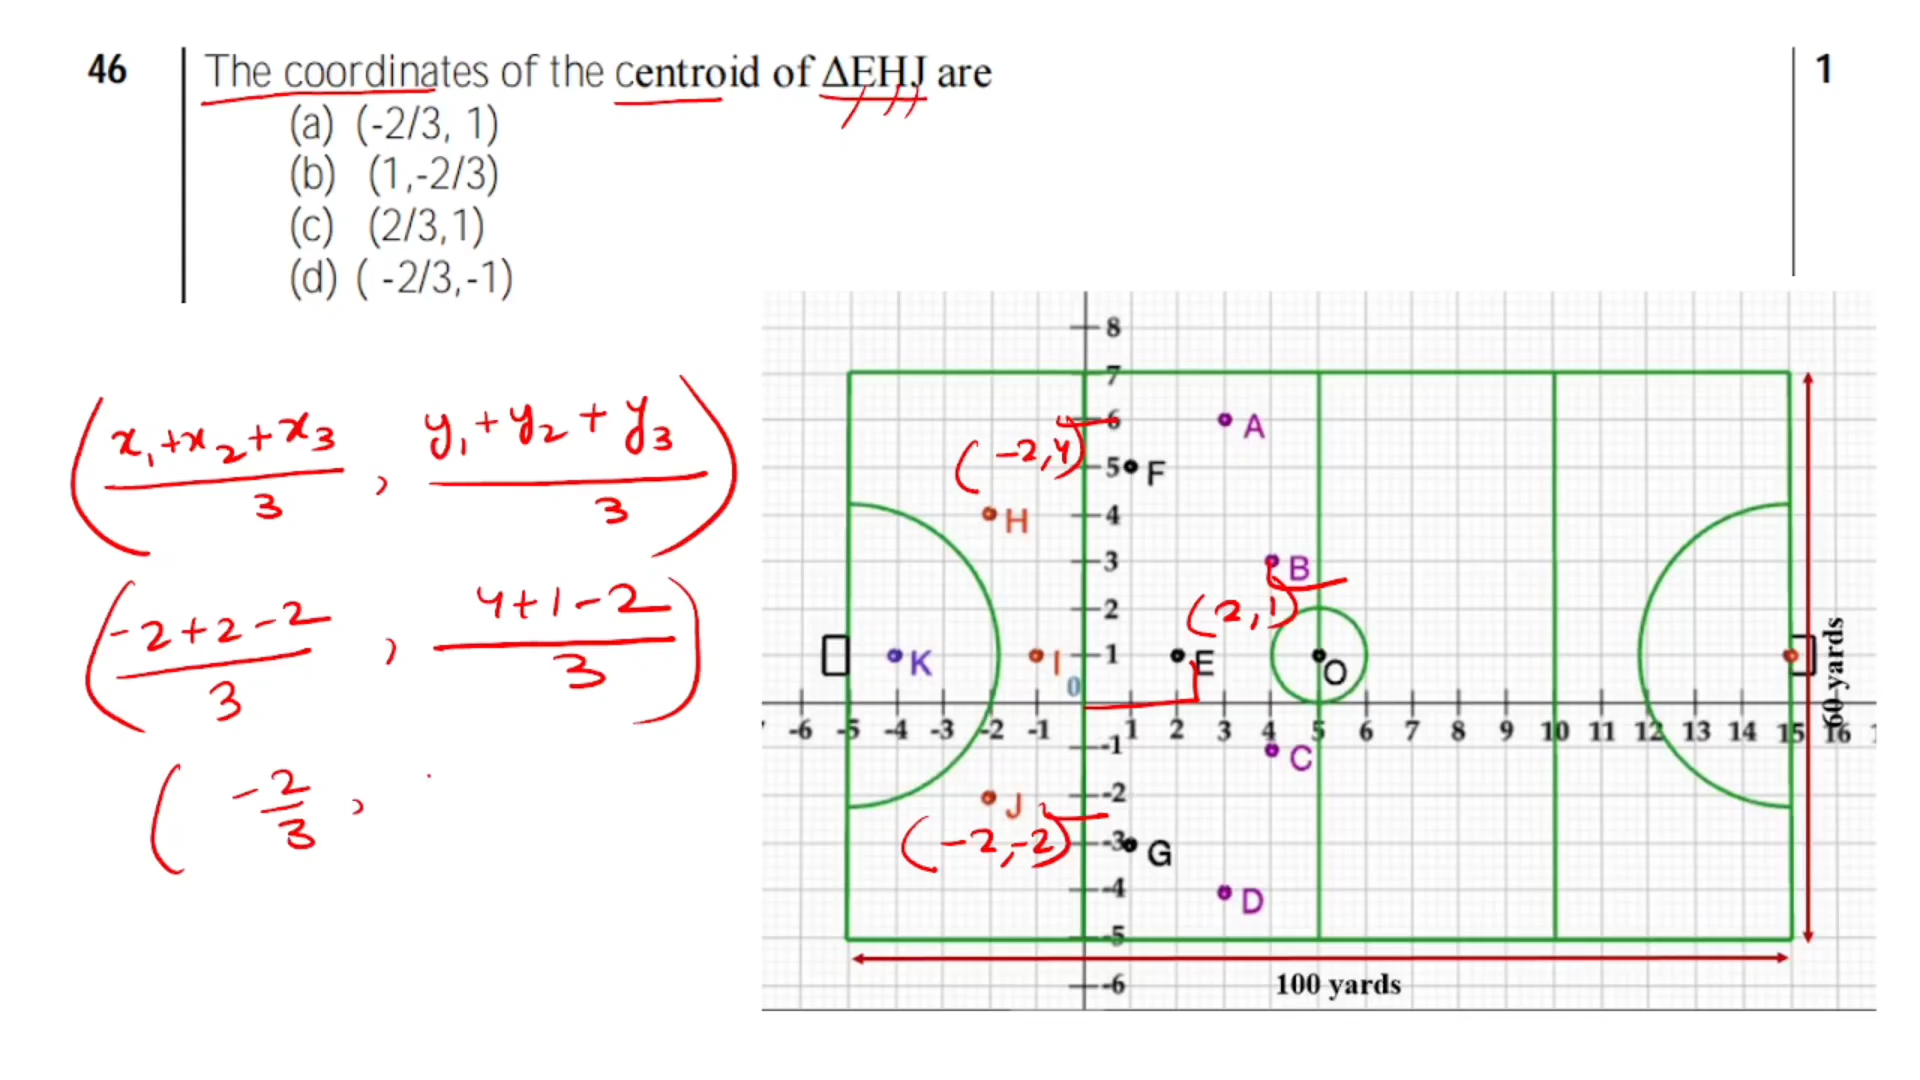 46 The coordinates of the centroid of ΔEHJ are 1
(a) (-2/3, 1)
(b) (1,-2/3)
(c) (2/3,1)
(d) ( -2/3,-1)
(x₁+x₂+x₃/3 , y₁+y₂+y₃/3)
(-2+2-2/3 , 4+1-2/3)
(-2/3 ,
8
7
6 A
(-2,4) 5 F
H 4
3 B
2 (2,1)
K I 1 E O
0
-6 -5 -4 -3 -2 -1 1 2 3 4 5 6 7 8 9 10 11 12 13 14 15 16
-1 C
J -2
(-2,-2) -3 G
-4 D
-5
-6 100 yards
60 yards